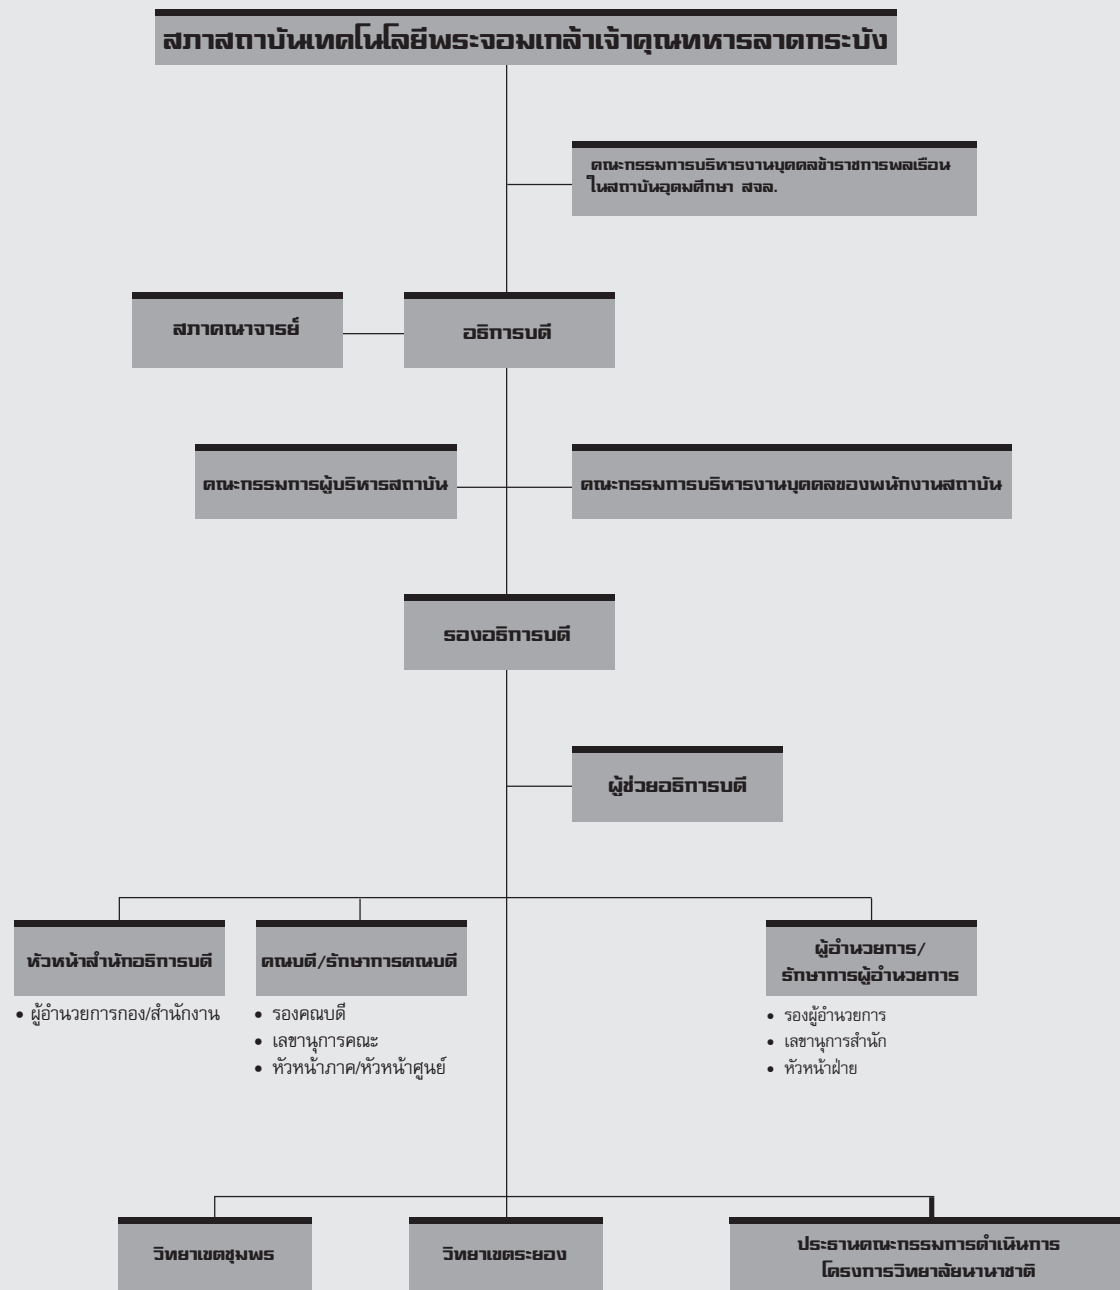 สภาสถาบันเทคโนโลยีพระจอมเกล้าเจ้าคุณทหารลาดกระบัง
คณะกรรมการบริหารงานบุคคลข้าราชการพลเรือน
ในสถาบันอุดมศึกษา สจล.
สภาคณาจารย์
อธิการบดี
คณะกรรมการผู้บริหารสถาบัน
คณะกรรมการบริหารงานบุคคลของพนักงานสถาบัน
รองอธิการบดี
ผู้ช่วยอธิการบดี
หัวหน้าสำนักอธิการบดี
• ผู้อำนวยการกอง/สำนักงาน
คณบดี/รักษาการคณบดี
• รองคณบดี
• เลขานุการคณะ
• หัวหน้าภาค/หัวหน้าศูนย์
ผู้อำนวยการ/
รักษาการผู้อำนวยการ
• รองผู้อำนวยการ
• เลขานุการสำนัก
• หัวหน้าฝ่าย
วิทยาเขตชุมพร
วิทยาเขตระยอง
ประธานคณะกรรมการดำเนินการ
โครงการวิทยาลัยนานาชาติ